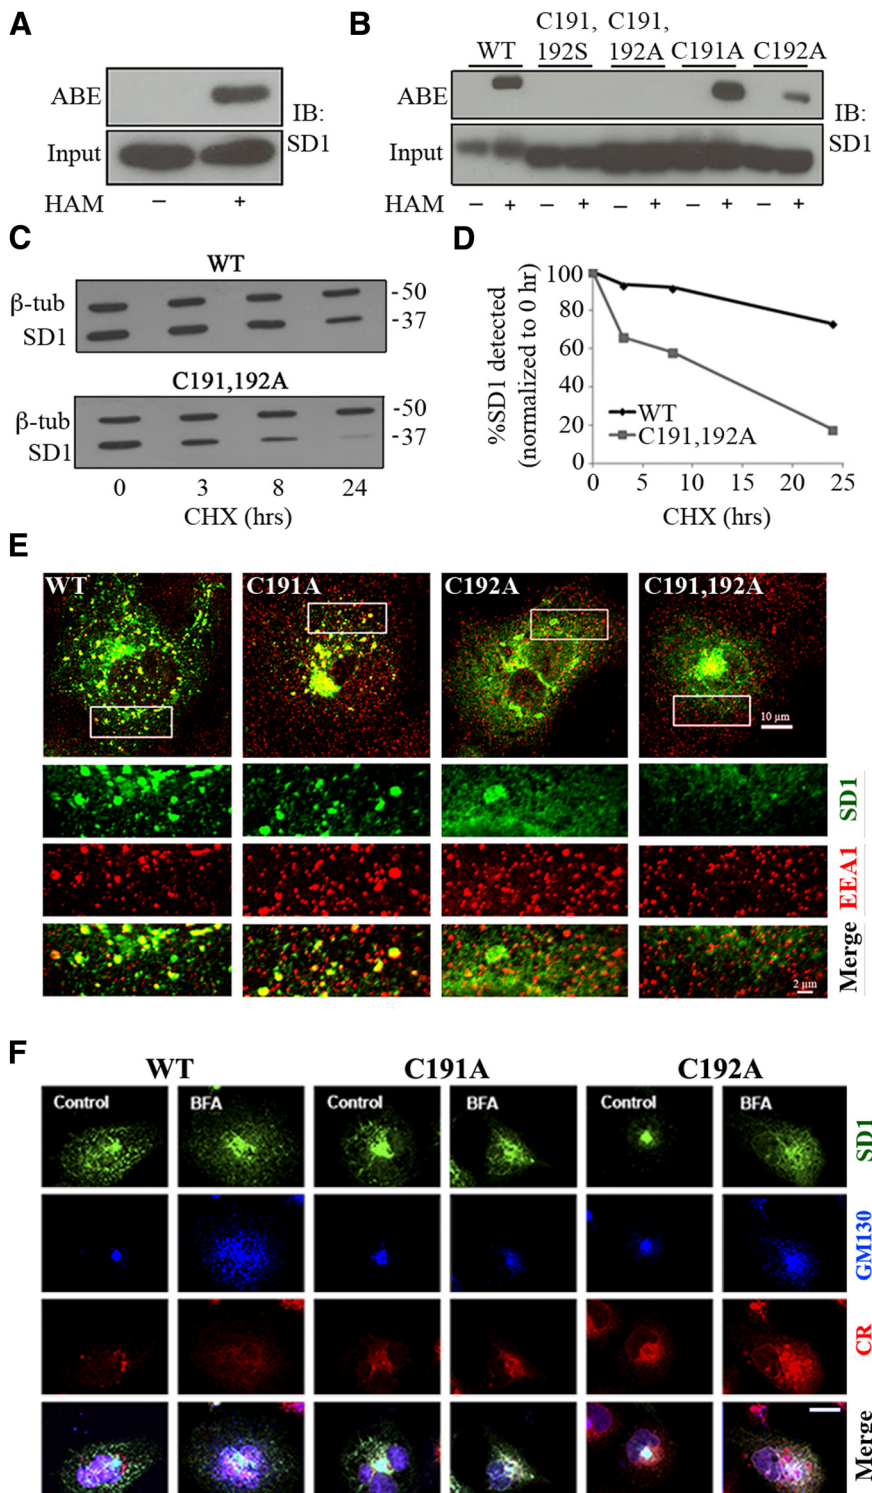 A
ABE
Input
IB:
SD1
HAM − +
B
WT C191, 192S C191, 192A C191A C192A
ABE
Input
IB:
SD1
HAM − + − + − + − + − +
C
WT
β-tub
SD1
-50
-37
C191,192A
β-tub
SD1
-50
-37
0 3 8 24
CHX (hrs)
D
%SD1 detected
(normalized to 0 hr)
100
80
60
40
20
0
WT
C191,192A
0 5 10 15 20 25
CHX (hrs)
E
WT C191A C192A C191,192A
10 µm
SD1
EEA1
Merge
2 µm
F
WT C191A C192A
Control BFA Control BFA Control BFA
SD1
GM130
CR
Merge